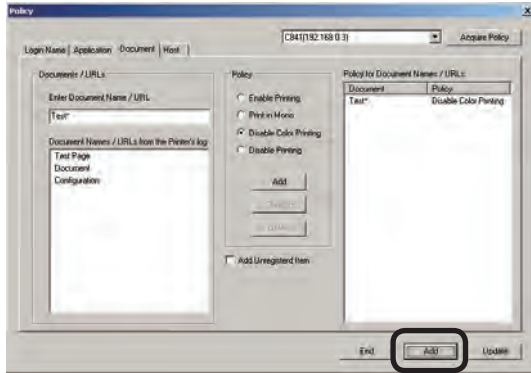 Policy
C841(192.168.0.3)
Acquire Policy
Login Name
Application
Document
Host
Documents / URLs
Enter Document Name / URL
Test*
Document Names / URLs from the Printer's log
Test Page
Document
Configuration
Policy
Enable Printing
Print in Mono
Disable Color Printing
Disable Printing
Add
Add Unregisterd Item
Policy for Document Names / URLs
Document Policy
Test* Disable Color Printing
End
Add
Update